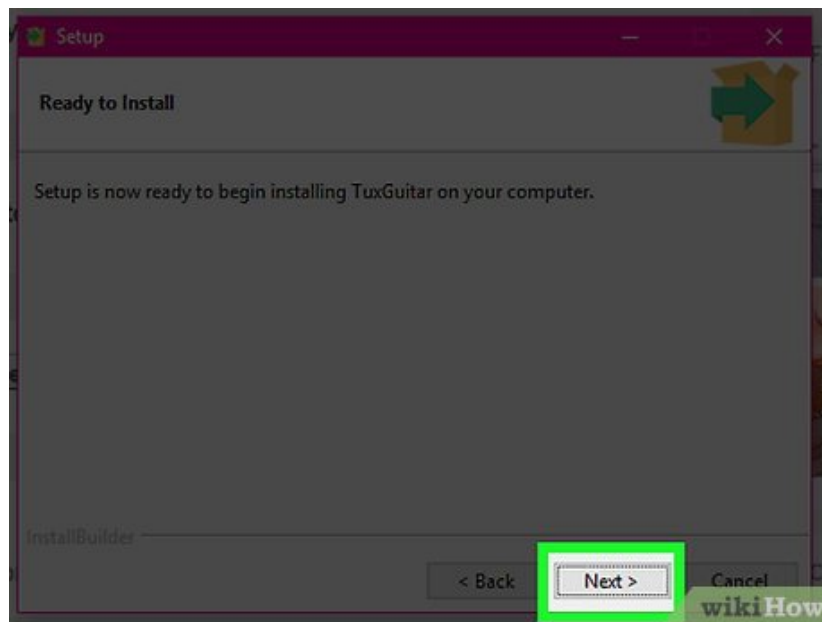 Setup
Ready to Install
Setup is now ready to begin installing TuxGuitar on your computer.
InstallBuilder
< Back
Next >
Cancel
wikiHow